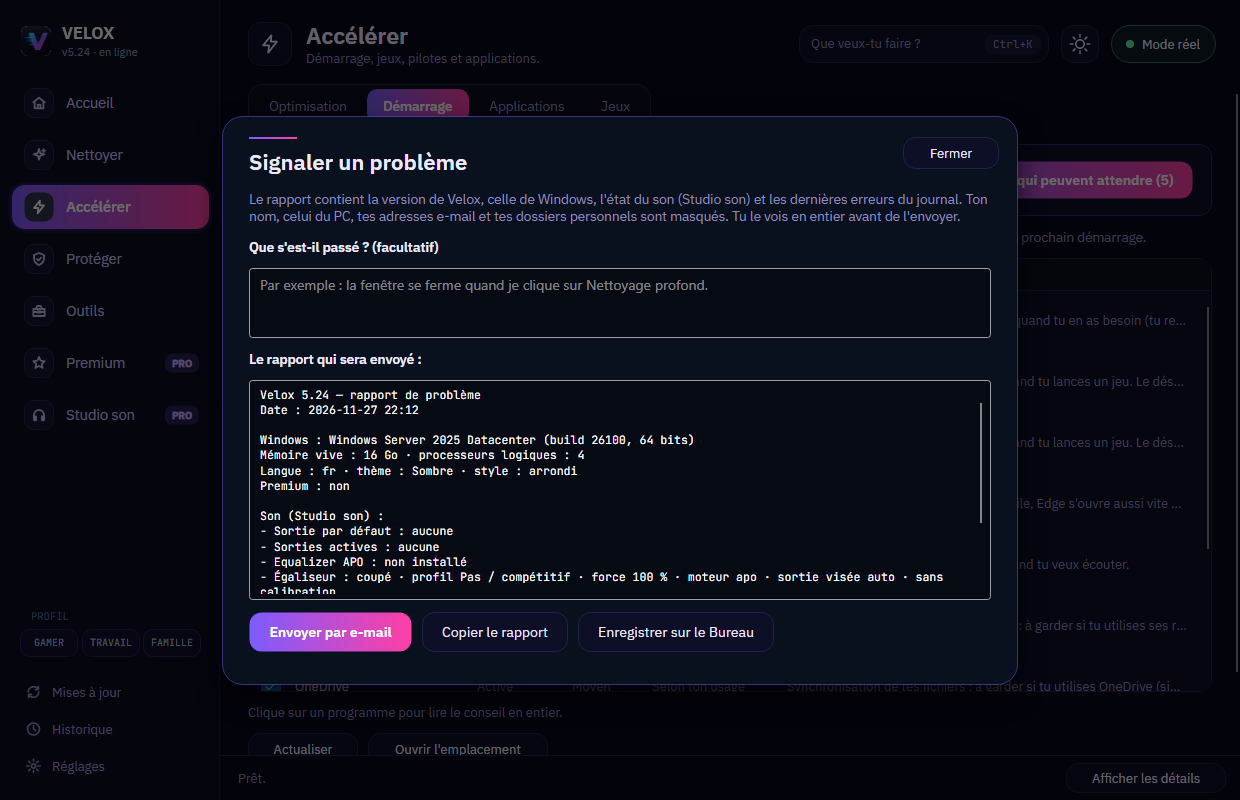 VELOX
v5.24 · en ligne
Accueil
Nettoyer
Accélérer
Protéger
Outils
Premium PRO
Studio son PRO
PROFIL
GAMER TRAVAIL FAMILLE
Mises à jour
Historique
Réglages
Accélérer
Démarrage, jeux, pilotes et applications.
Que veux-tu faire ? Ctrl+K
Mode réel
Optimisation Démarrage Applications Jeux
qui peuvent attendre (5)
prochain démarrage.
quand tu en as besoin (tu re...
nd tu lances un jeu. Le dés...
nd tu lances un jeu. Le dés...
ile, Edge s'ouvre aussi vite ...
nd tu veux écouter.
: à garder si tu utilises ses r...
Signaler un problème
Fermer
Le rapport contient la version de Velox, celle de Windows, l'état du son (Studio son) et les dernières erreurs du journal. Ton
nom, celui du PC, tes adresses e-mail et tes dossiers personnels sont masqués. Tu le vois en entier avant de l'envoyer.
Que s'est-il passé ? (facultatif)
Par exemple : la fenêtre se ferme quand je clique sur Nettoyage profond.
Le rapport qui sera envoyé :
Velox 5.24 — rapport de problème
Date : 2026-11-27 22:12
Windows : Windows Server 2025 Datacenter (build 26100, 64 bits)
Mémoire vive : 16 Go · processeurs logiques : 4
Langue : fr · thème : Sombre · style : arrondi
Premium : non
Son (Studio son) :
- Sortie par défaut : aucune
- Sorties actives : aucune
- Equalizer APO : non installé
- Égaliseur : coupé · profil Pas / compétitif · force 100 % · moteur apo · sortie visée auto · sans
calibration
Envoyer par e-mail Copier le rapport Enregistrer sur le Bureau
OneDrive Activé Moyen Selon ton usage Synchronisation de tes fichiers : à garder si tu utilises OneDrive (si...
Clique sur un programme pour lire le conseil en entier.
Actualiser Ouvrir l'emplacement
Prêt.
Afficher les détails